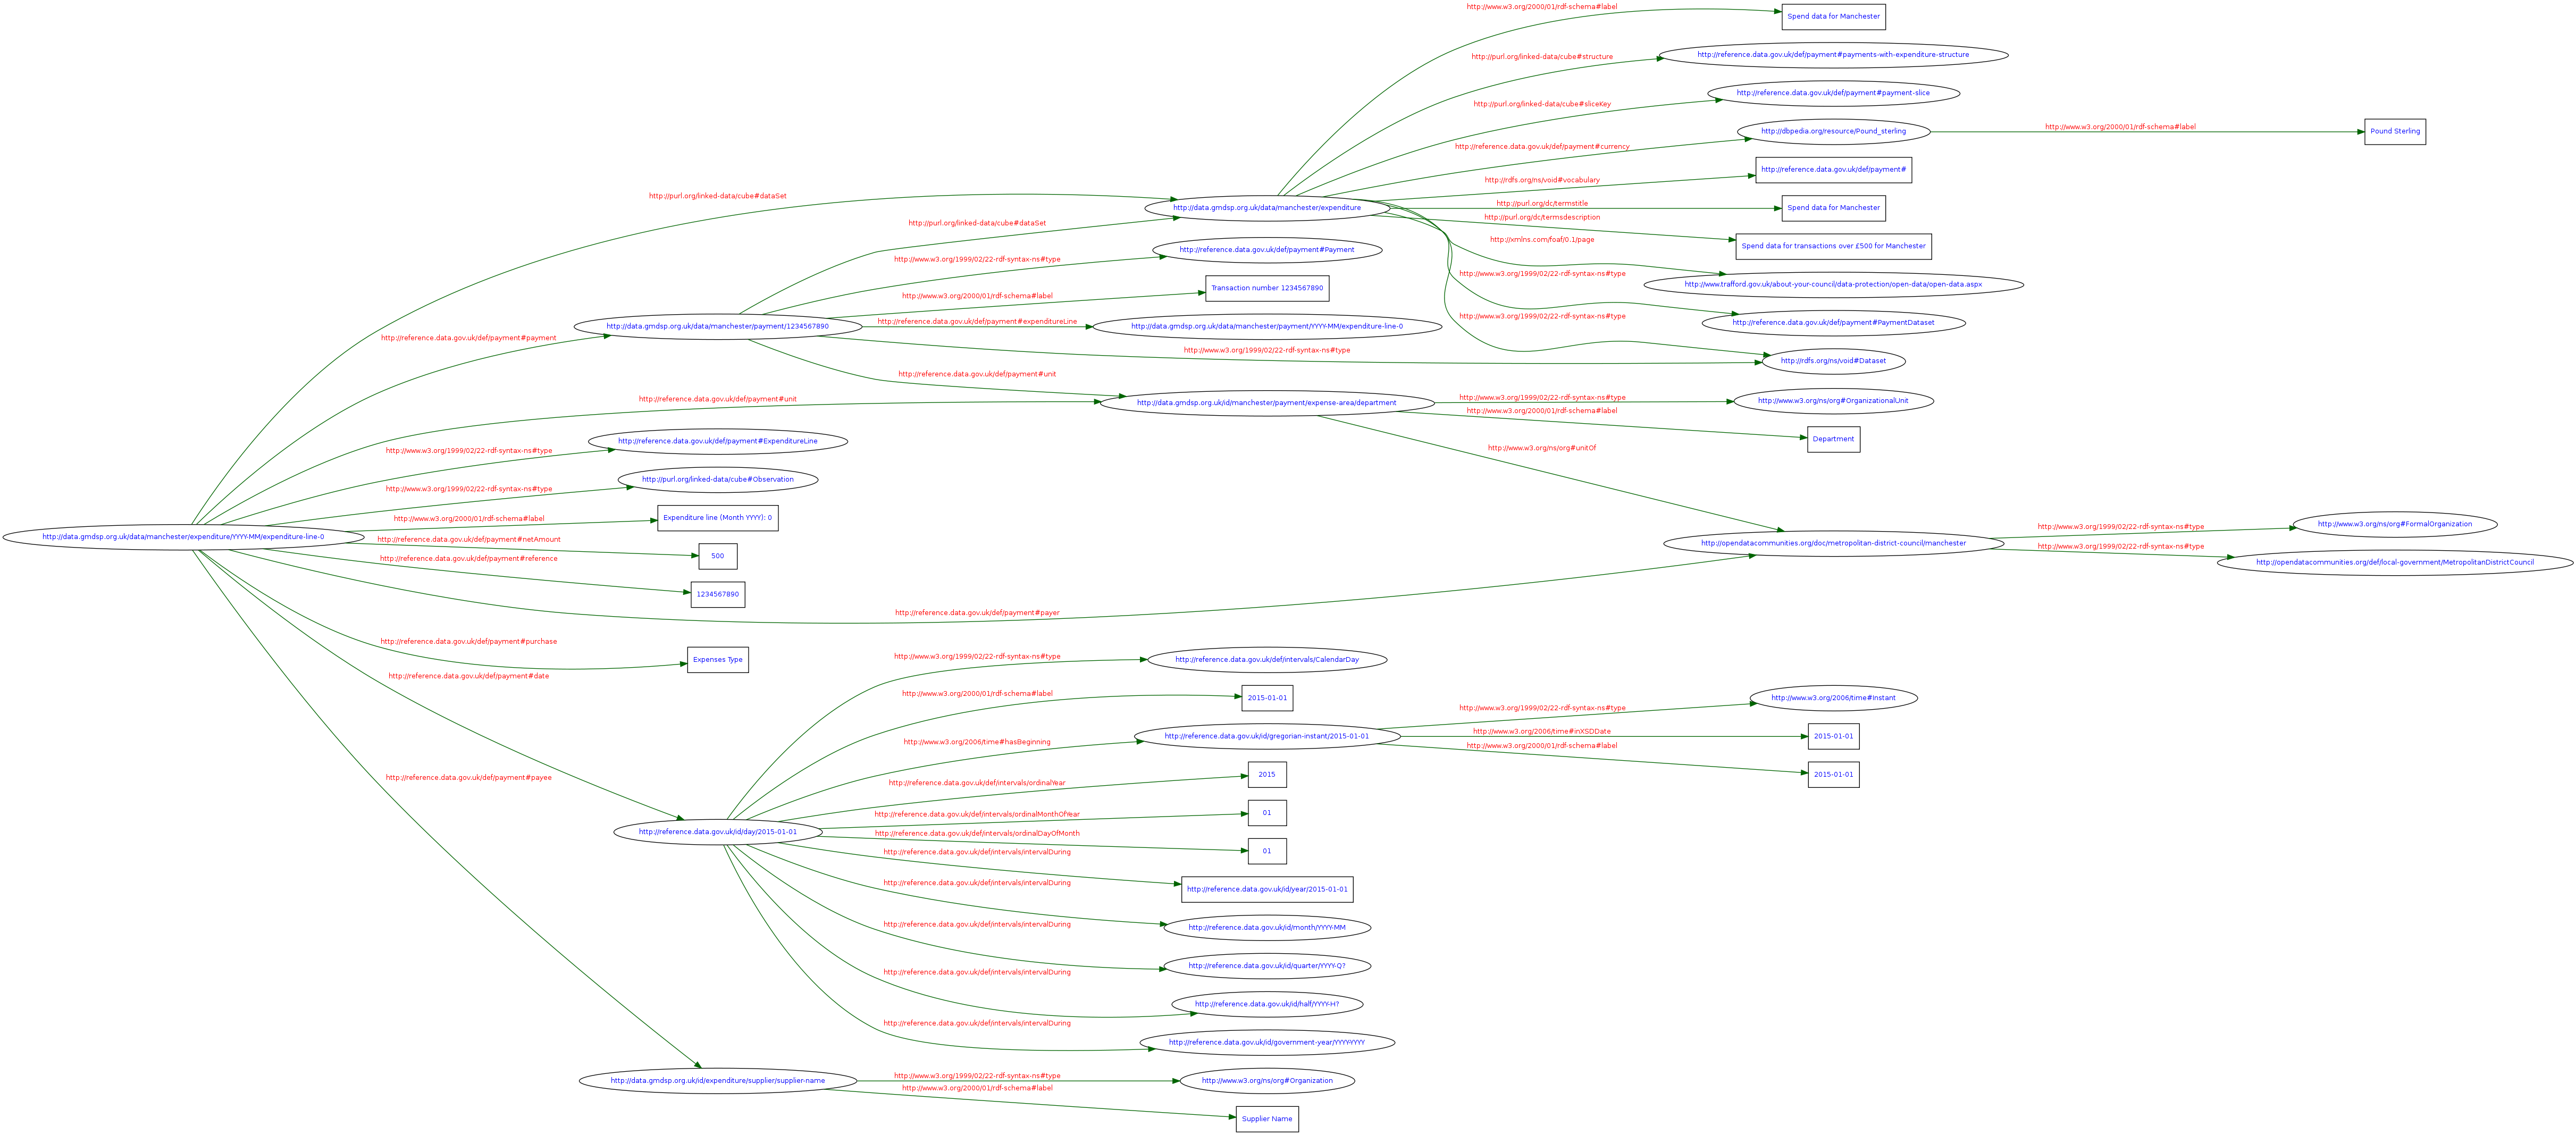 http://www.w3.org/2000/01/rdf-schema#label
Spend data for Manchester
http://purl.org/linked-data/cube#structure
http://reference.data.gov.uk/def/payment#payments-with-expenditure-structure
http://purl.org/linked-data/cube#sliceKey
http://reference.data.gov.uk/def/payment#payment-slice
http://reference.data.gov.uk/def/payment#currency
http://dbpedia.org/resource/Pound_sterling
http://www.w3.org/2000/01/rdf-schema#label
Pound Sterling
http://rdfs.org/ns/void#vocabulary
http://reference.data.gov.uk/def/payment#
http://purl.org/linked-data/cube#dataSet
http://data.gmdsp.org.uk/data/manchester/expenditure
http://purl.org/dc/termstitle
Spend data for Manchester
http://purl.org/dc/termsdescription
Spend data for transactions over £500 for Manchester
http://purl.org/linked-data/cube#dataSet
http://xmlns.com/foaf/0.1/page
http://www.trafford.gov.uk/about-your-council/data-protection/open-data/open-data.aspx
http://www.w3.org/1999/02/22-rdf-syntax-ns#type
http://reference.data.gov.uk/def/payment#Payment
http://www.w3.org/1999/02/22-rdf-syntax-ns#type
http://reference.data.gov.uk/def/payment#PaymentDataset
http://www.w3.org/2000/01/rdf-schema#label
Transaction number 1234567890
http://www.w3.org/1999/02/22-rdf-syntax-ns#type
http://rdfs.org/ns/void#Dataset
http://reference.data.gov.uk/def/payment#payment
http://data.gmdsp.org.uk/data/manchester/payment/1234567890
http://reference.data.gov.uk/def/payment#expenditureLine
http://data.gmdsp.org.uk/data/manchester/payment/YYYY-MM/expenditure-line-0
http://www.w3.org/1999/02/22-rdf-syntax-ns#type
http://reference.data.gov.uk/def/payment#unit
http://reference.data.gov.uk/def/payment#unit
http://data.gmdsp.org.uk/id/manchester/payment/expense-area/department
http://www.w3.org/1999/02/22-rdf-syntax-ns#type
http://www.w3.org/ns/org#OrganizationalUnit
http://www.w3.org/2000/01/rdf-schema#label
Department
http://www.w3.org/ns/org#unitOf
http://www.w3.org/1999/02/22-rdf-syntax-ns#type
http://reference.data.gov.uk/def/payment#ExpenditureLine
http://www.w3.org/1999/02/22-rdf-syntax-ns#type
http://purl.org/linked-data/cube#Observation
http://data.gmdsp.org.uk/data/manchester/expenditure/YYYY-MM/expenditure-line-0
http://www.w3.org/2000/01/rdf-schema#label
Expenditure line (Month YYYY): 0
http://reference.data.gov.uk/def/payment#netAmount
500
http://reference.data.gov.uk/def/payment#reference
1234567890
http://reference.data.gov.uk/def/payment#payer
http://opendatacommunities.org/doc/metropolitan-district-council/manchester
http://www.w3.org/1999/02/22-rdf-syntax-ns#type
http://www.w3.org/ns/org#FormalOrganization
http://www.w3.org/1999/02/22-rdf-syntax-ns#type
http://opendatacommunities.org/def/local-government/MetropolitanDistrictCouncil
http://reference.data.gov.uk/def/payment#purchase
Expenses Type
http://reference.data.gov.uk/def/payment#date
http://www.w3.org/1999/02/22-rdf-syntax-ns#type
http://reference.data.gov.uk/def/intervals/CalendarDay
http://www.w3.org/2000/01/rdf-schema#label
2015-01-01
http://www.w3.org/2006/time#hasBeginning
http://reference.data.gov.uk/id/gregorian-instant/2015-01-01
http://www.w3.org/1999/02/22-rdf-syntax-ns#type
http://www.w3.org/2006/time#Instant
http://www.w3.org/2006/time#inXSDDate
2015-01-01
http://www.w3.org/2000/01/rdf-schema#label
2015-01-01
http://reference.data.gov.uk/def/payment#payee
http://reference.data.gov.uk/def/intervals/ordinalYear
2015
http://reference.data.gov.uk/def/intervals/ordinalMonthOfYear
01
http://reference.data.gov.uk/id/day/2015-01-01
http://reference.data.gov.uk/def/intervals/ordinalDayOfMonth
01
http://reference.data.gov.uk/def/intervals/intervalDuring
http://reference.data.gov.uk/id/year/2015-01-01
http://reference.data.gov.uk/def/intervals/intervalDuring
http://reference.data.gov.uk/id/month/YYYY-MM
http://reference.data.gov.uk/def/intervals/intervalDuring
http://reference.data.gov.uk/id/quarter/YYYY-Q?
http://reference.data.gov.uk/def/intervals/intervalDuring
http://reference.data.gov.uk/id/half/YYYY-H?
http://reference.data.gov.uk/def/intervals/intervalDuring
http://reference.data.gov.uk/id/government-year/YYYY-YYYY
http://data.gmdsp.org.uk/id/expenditure/supplier/supplier-name
http://www.w3.org/1999/02/22-rdf-syntax-ns#type
http://www.w3.org/ns/org#Organization
http://www.w3.org/2000/01/rdf-schema#label
Supplier Name